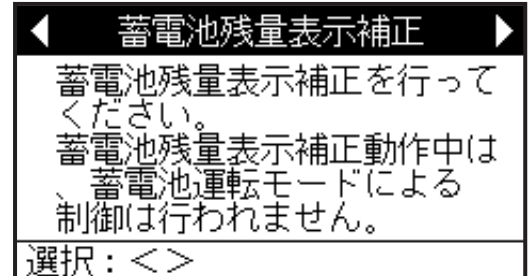 ◀ 蓄電池残量表示補正 ▶
蓄電池残量表示補正を行って
ください。
蓄電池残量表示補正動作中は
、蓄電池運転モードによる
制御は行われません。
選択：＜＞